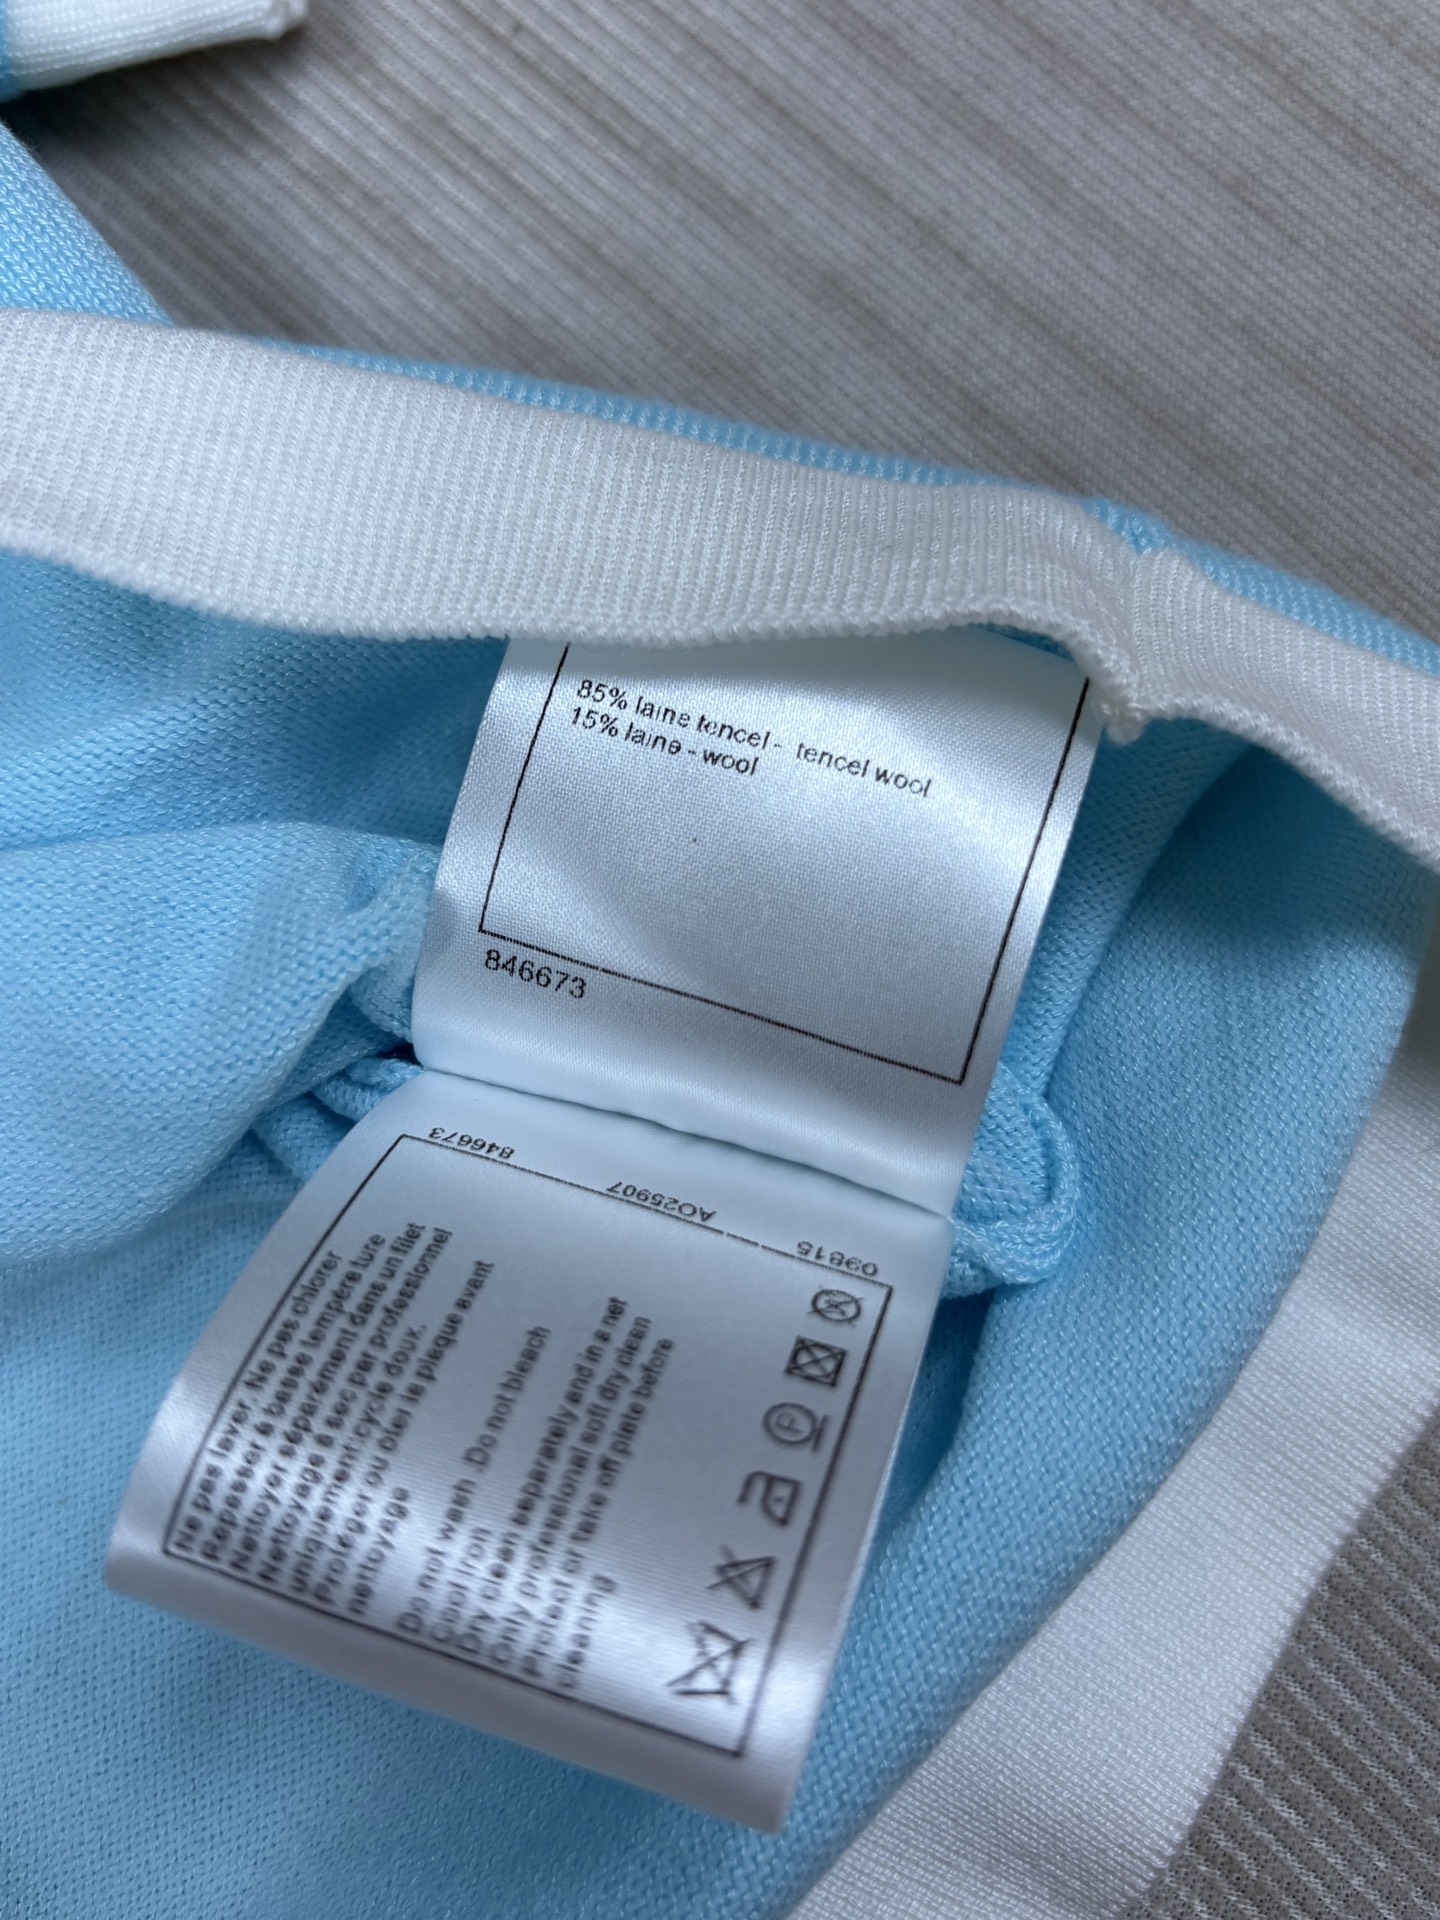 85% laine tencel - tencel wool
15% laine - wool
846673
846673
AO25907
09815
Ne pas laver. Ne pas chlorer
Repasser à basse température
Nettoyer séparément dans un filet
Nettoyage à sec par professionnel
uniquement cycle doux.
Protéger ou ôter la plaque avant
nettoyage
Do not wash Do not bleach
Cool iron
Dry clean separately and in a net
Only professional soft dry clean
protect or take off plate before
cleaning
F